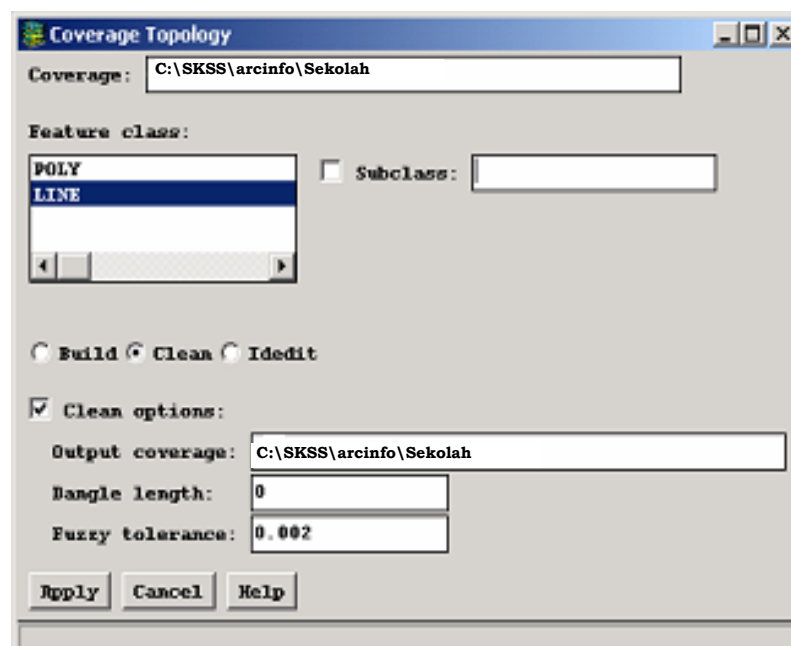 Coverage Topology
Coverage: C:\SKSS\arcinfo\Sekolah
Feature class:
POLY
Subclass:
LINE
Build Clean Idedit
Clean options:
Output coverage: C:\SKSS\arcinfo\Sekolah
Dangle length: 0
Fuzzy tolerance: 0.002
Apply Cancel Help